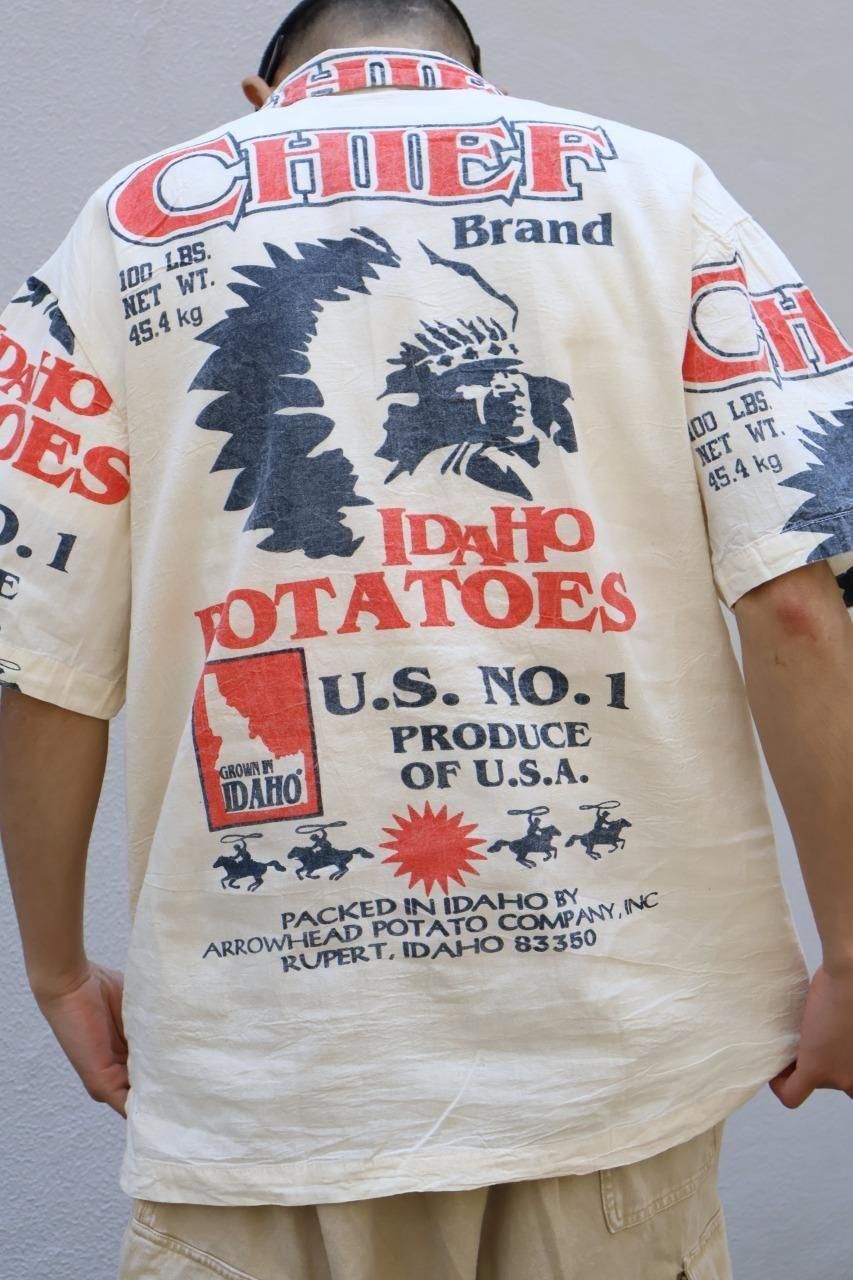 CHIEF
CHIEF
Brand
100 LBS.
NET WT.
45.4 kg
IDAHO
POTATOES
U.S. NO. 1
PRODUCE
OF U.S.A.
GROWN IN
IDAHO®
PACKED IN IDAHO BY
ARROWHEAD POTATO COMPANY, INC
RUPERT, IDAHO 83350
IDAHO
OES
O. 1
E
CH
100 LBS.
NET WT.
45.4 kg